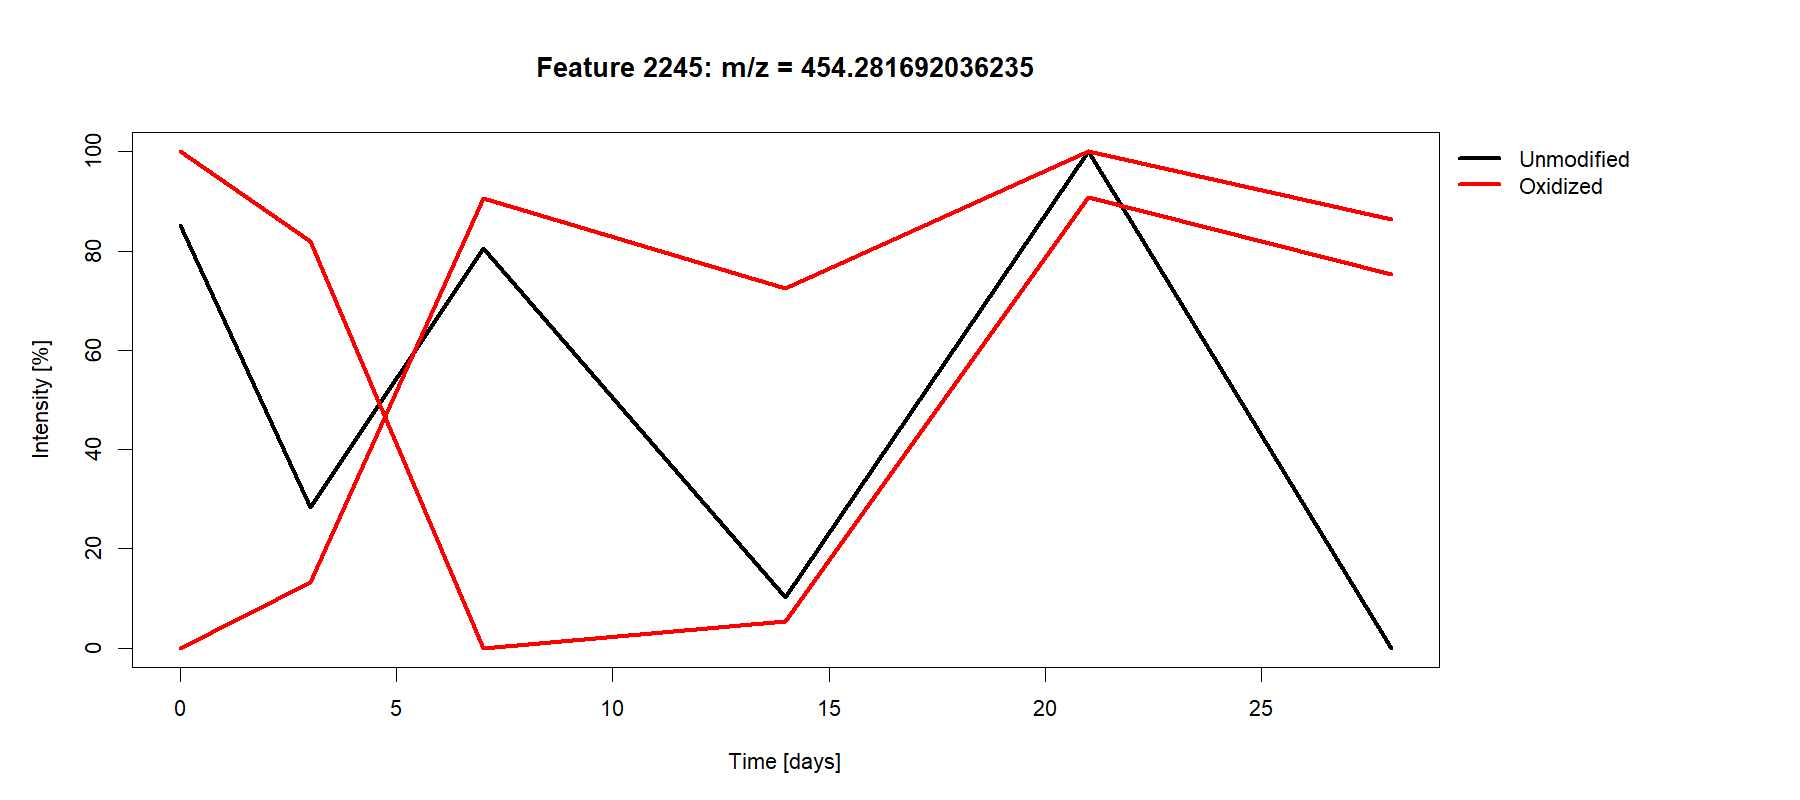 Feature 2245: m/z = 454.281692036235
Unmodified
Oxidized
Intensity [%]
100
80
60
40
20
0
0 5 10 15 20 25
Time [days]